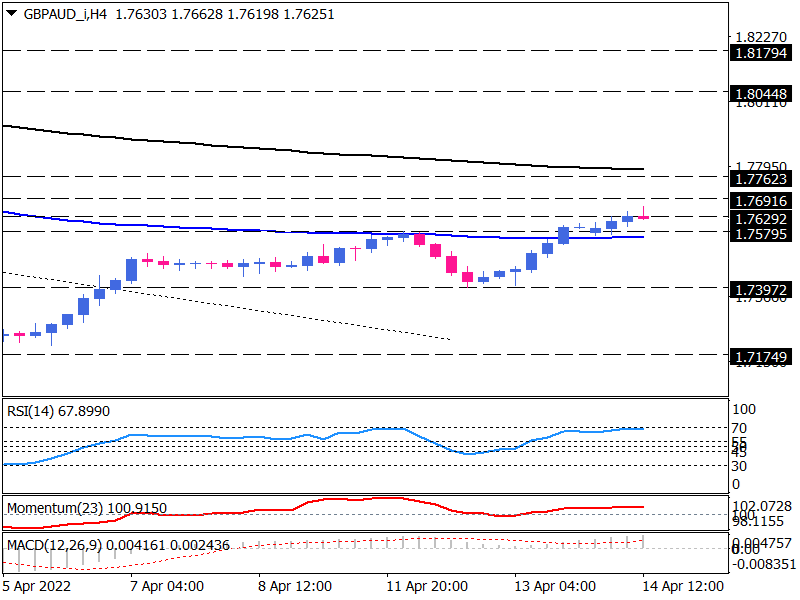 GBPAUD_i,H4 1.76303 1.76628 1.76198 1.76251
1.82270
1.81794
1.80448
1.77950
1.77623
1.76916
1.76292
1.75795
1.73972
1.71749
RSI(14) 67.8990
100
70
55
45
30
0
Momentum(23) 100.9150
102.0728
100
98.1155
MACD(12,26,9) 0.004161 0.002436
0.004757
0.00
-0.008351
5 Apr 2022
7 Apr 04:00
8 Apr 12:00
11 Apr 20:00
13 Apr 04:00
14 Apr 12:00